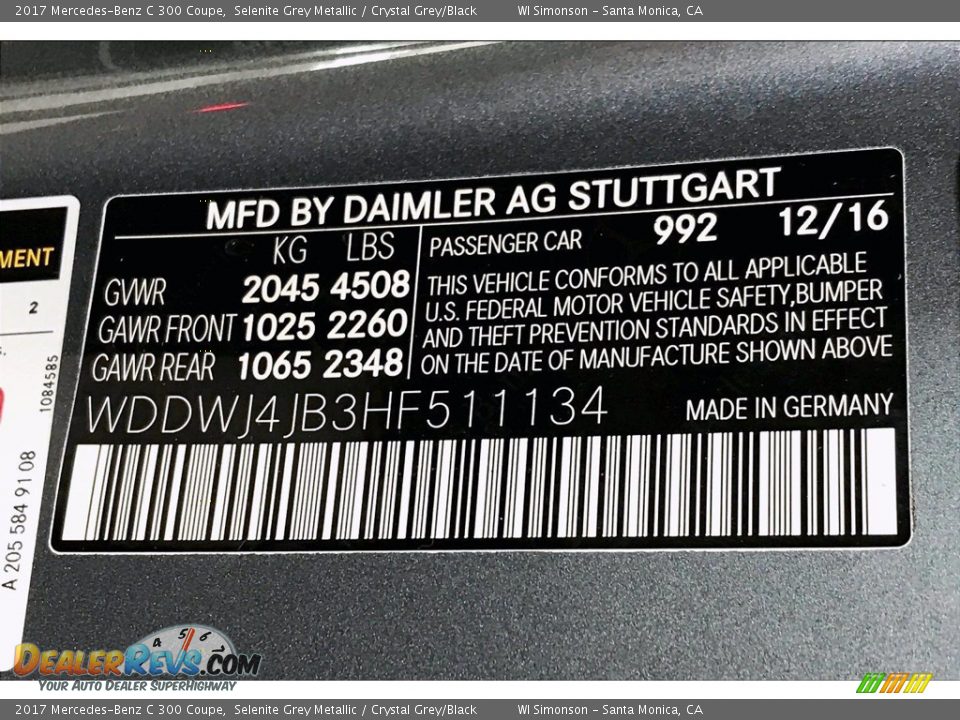 2017 Mercedes-Benz C 300 Coupe, Selenite Grey Metallic / Crystal Grey/Black WI Simonson - Santa Monica, CA
MFD BY DAIMLER AG STUTTGART
KG LBS
GVWR 2045 4508
GAWR FRONT 1025 2260
GAWR REAR 1065 2348
PASSENGER CAR 992 12/16
THIS VEHICLE CONFORMS TO ALL APPLICABLE
U.S. FEDERAL MOTOR VEHICLE SAFETY,BUMPER
AND THEFT PREVENTION STANDARDS IN EFFECT
ON THE DATE OF MANUFACTURE SHOWN ABOVE
WDDWJ4JB3HF511134 MADE IN GERMANY
MENT
2
1084585
A 205 584 9108
4 5 6
DEALERREVS.COM
YOUR AUTO DEALER SUPERHIGHWAY
2017 Mercedes-Benz C 300 Coupe, Selenite Grey Metallic / Crystal Grey/Black WI Simonson - Santa Monica, CA